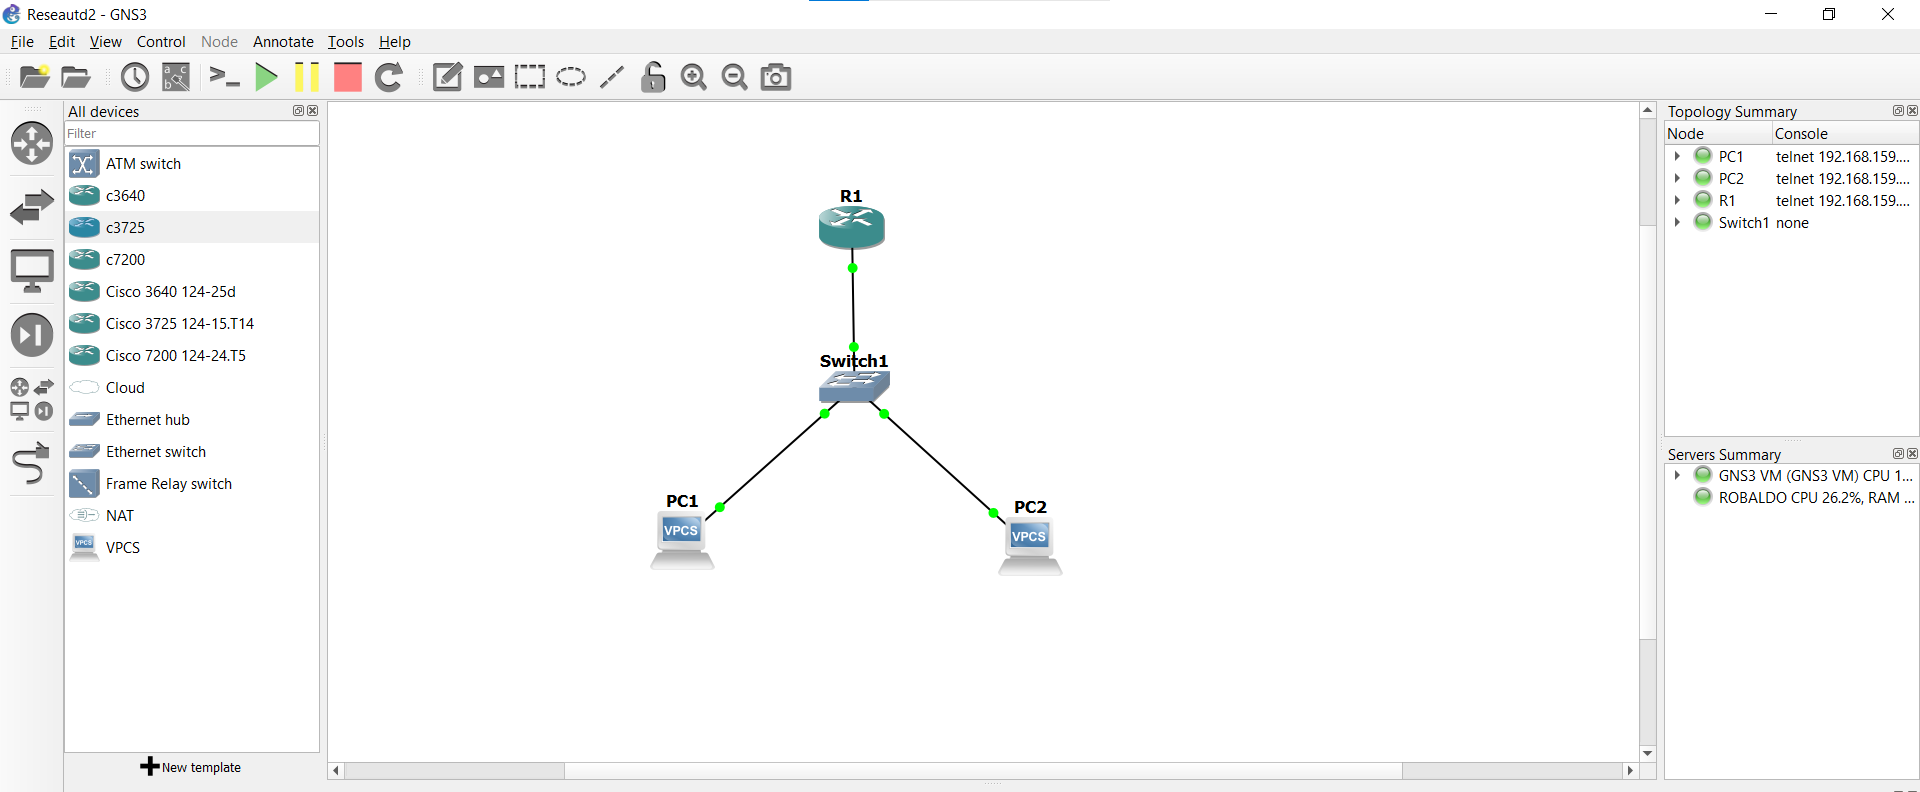 Reseautd2 - GNS3
File Edit View Control Node Annotate Tools Help
All devices
Filter
ATM switch
c3640
c3725
c7200
Cisco 3640 124-25d
Cisco 3725 124-15.T14
Cisco 7200 124-24.T5
Cloud
Ethernet hub
Ethernet switch
Frame Relay switch
NAT
VPCS
New template
R1
Switch1
PC1
VPCS
PC2
VPCS
Topology Summary
Node Console
PC1 telnet 192.168.159....
PC2 telnet 192.168.159....
R1 telnet 192.168.159....
Switch1 none
Servers Summary
GNS3 VM (GNS3 VM) CPU 1...
ROBALDO CPU 26.2%, RAM ...